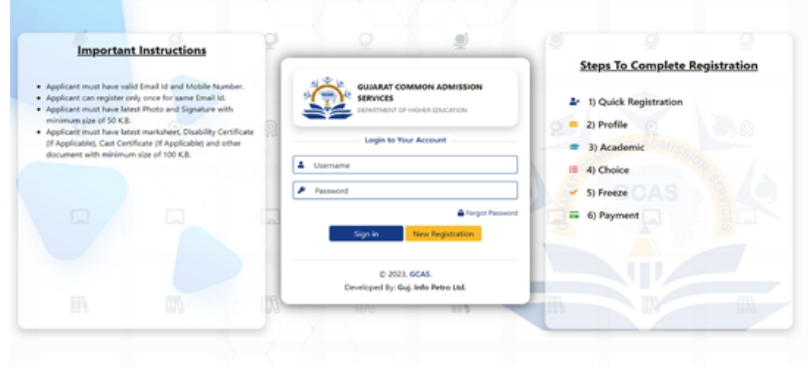 Important Instructions
Applicant must have valid Email Id and Mobile Number.
Applicant can register only once for same Email Id.
Applicant must have latest Photo and Signature with
minimum size of 50 K.B.
Applicant must have latest marksheet, Disability Certificate
(If Applicable), Cast Certificate (If Applicable) and other
document with minimum size of 100 K.B.
GUJARAT COMMON ADMISSION
SERVICES
DEPARTMENT OF HIGHER EDUCATION
Login to Your Account
Username
Password
Forgot Password
Sign in
New Registration
© 2023, GCAS.
Developed By: Guj. Info Petro Ltd.
Steps To Complete Registration
1) Quick Registration
2) Profile
3) Academic
4) Choice
5) Freeze
6) Payment
GCAS